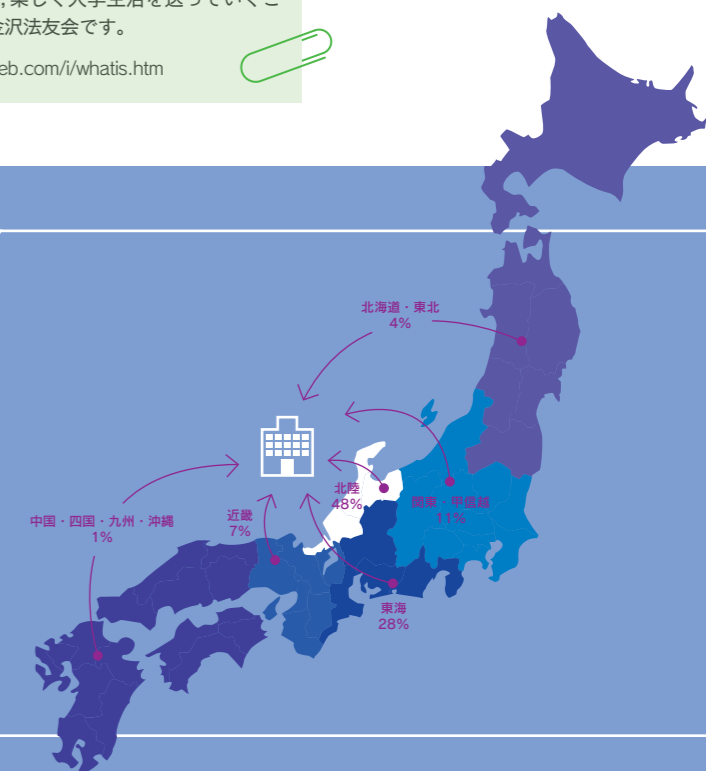 楽しく大学生活を送っていくこ
金沢法友会です。
eb.com/i/whatis.htm
北海道・東北
4%
北陸
48%
関東・甲信越
11%
近畿
7%
中国・四国・九州・沖縄
1%
東海
28%